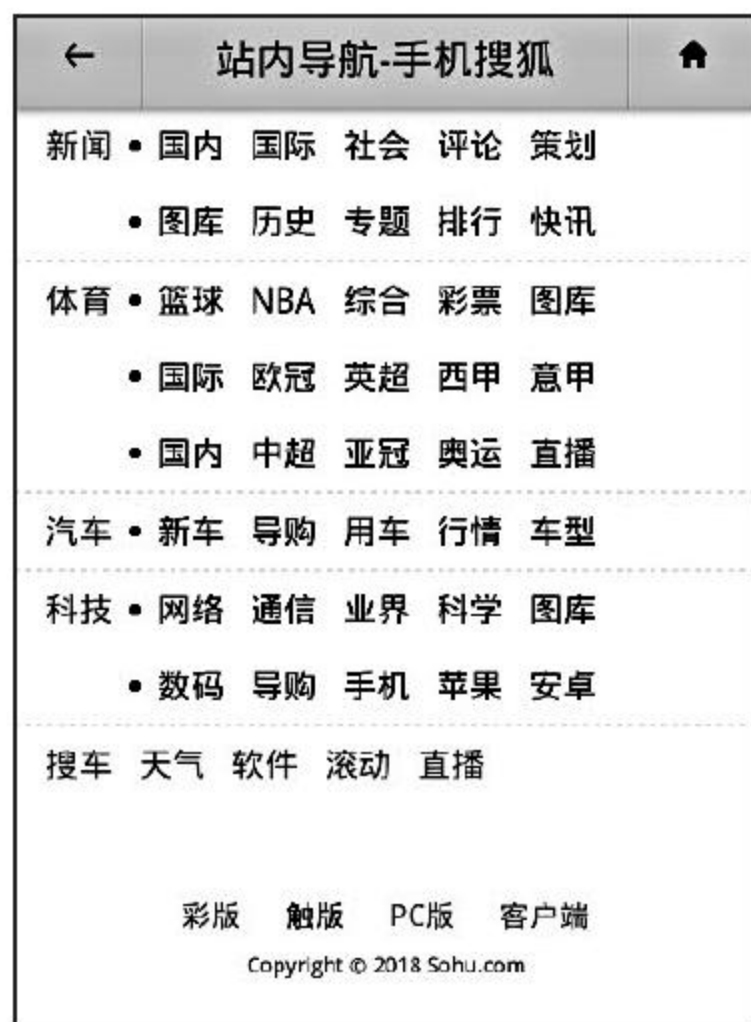 站内导航-手机搜狐
新闻 • 国内 国际 社会 评论 策划
• 图库 历史 专题 排行 快讯
体育 • 篮球 NBA 综合 彩票 图库
• 国际 欧冠 英超 西甲 意甲
• 国内 中超 亚冠 奥运 直播
汽车 • 新车 导购 用车 行情 车型
科技 • 网络 通信 业界 科学 图库
• 数码 导购 手机 苹果 安卓
搜车 天气 软件 滚动 直播
彩版 触版 PC版 客户端
Copyright © 2018 Sohu.com